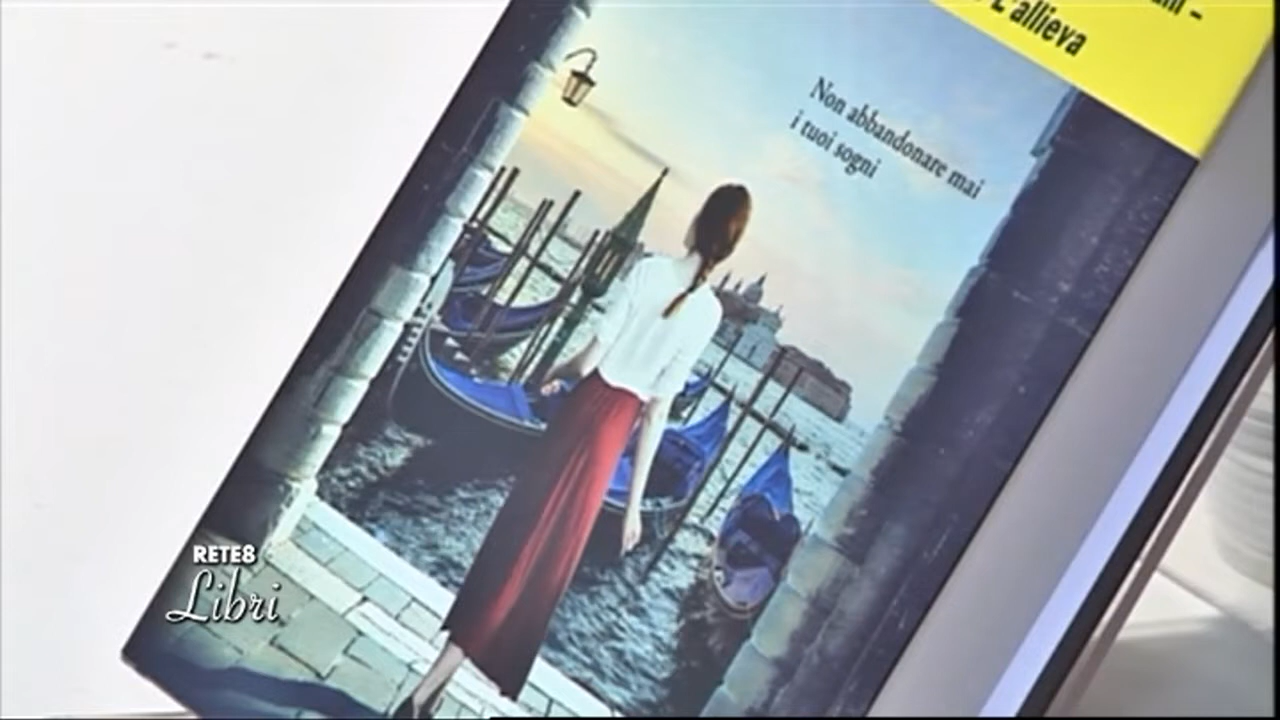 L'allieva
Non abbandonare mai
i tuoi sogni
RETE8
Libri